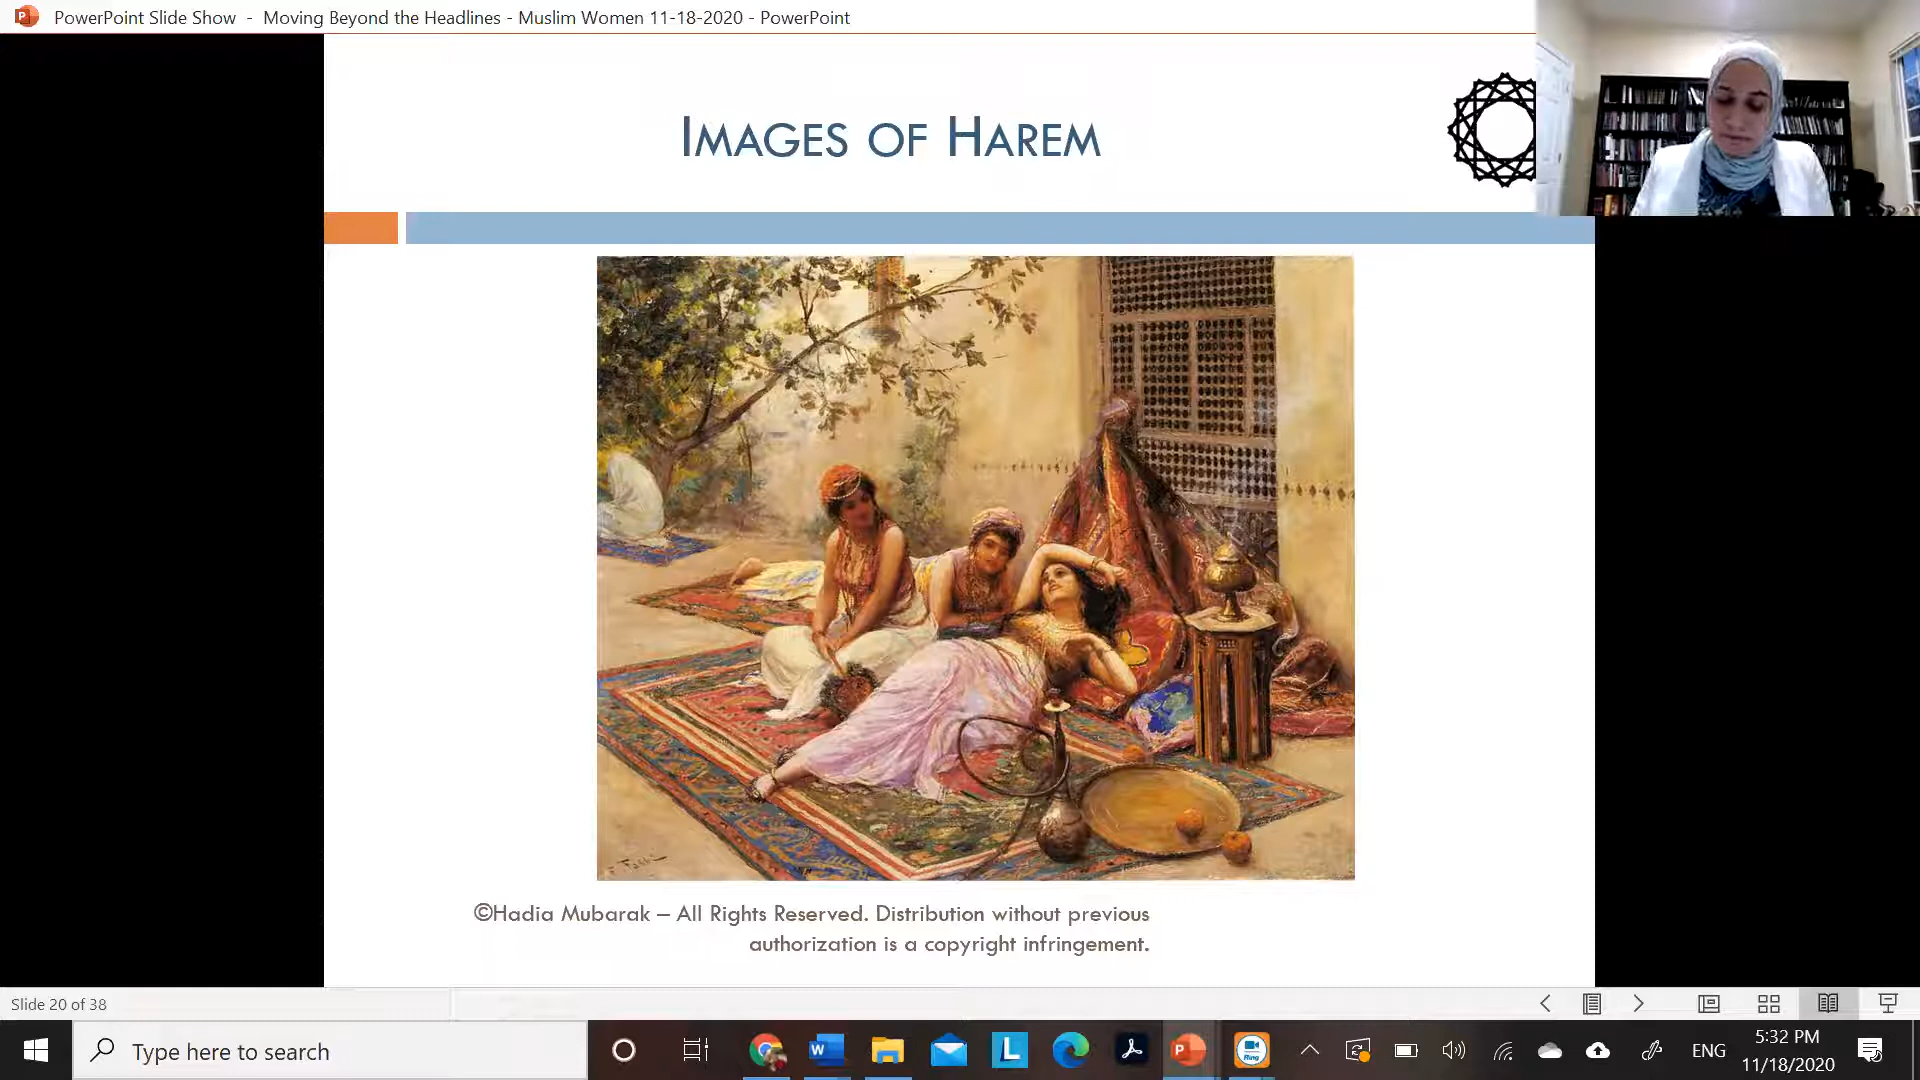 PowerPoint Slide Show - Moving Beyond the Headlines - Muslim Women 11-18-2020 - PowerPoint
IMAGES OF HAREM
©Hadia Mubarak – All Rights Reserved. Distribution without previous
authorization is a copyright infringement.
Slide 20 of 38
Type here to search
ENG
5:32 PM
11/18/2020